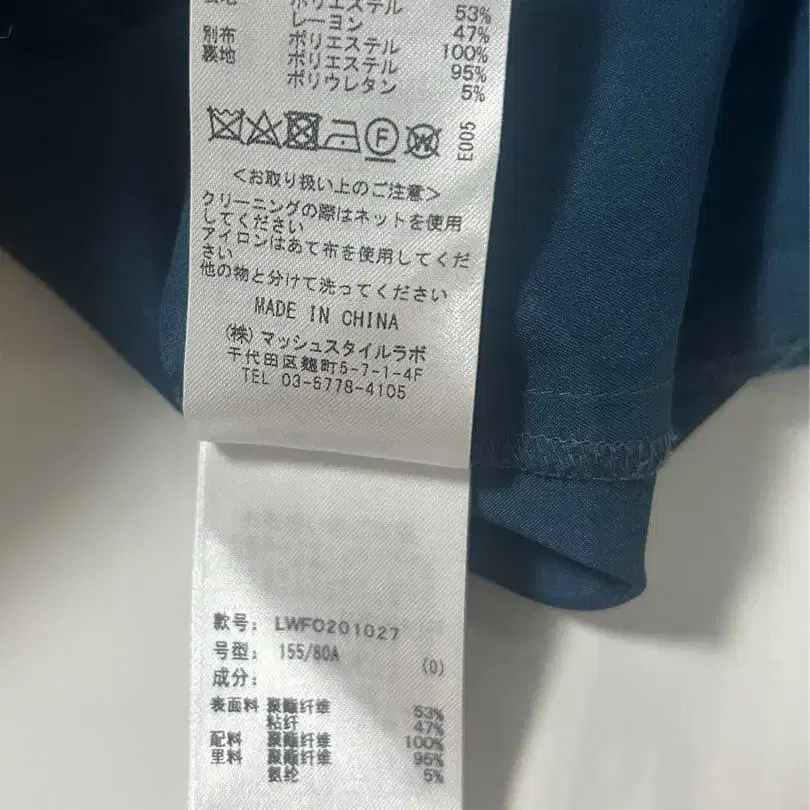 ポリエステル 53%
レーヨン 47%
別布 ポリエステル 100%
裏地 ポリエステル 95%
ポリウレタン 5%
F W E005
<お取り扱い上のご注意>
クリーニングの際はネットを使用
してください
アイロンはあて布を使用してくだ
さい
他の物と分けて洗ってください
MADE IN CHINA
(株)マッシュスタイルラボ
千代田区麹町5-7-1-4F
TEL 03-6778-4105
款号: LWFO201027
号型: 155/80A (0)
成分:
表面料 聚酯纤维 53%
粘纤 47%
配料 聚酯纤维 100%
里料 聚酯纤维 95%
氨纶 5%